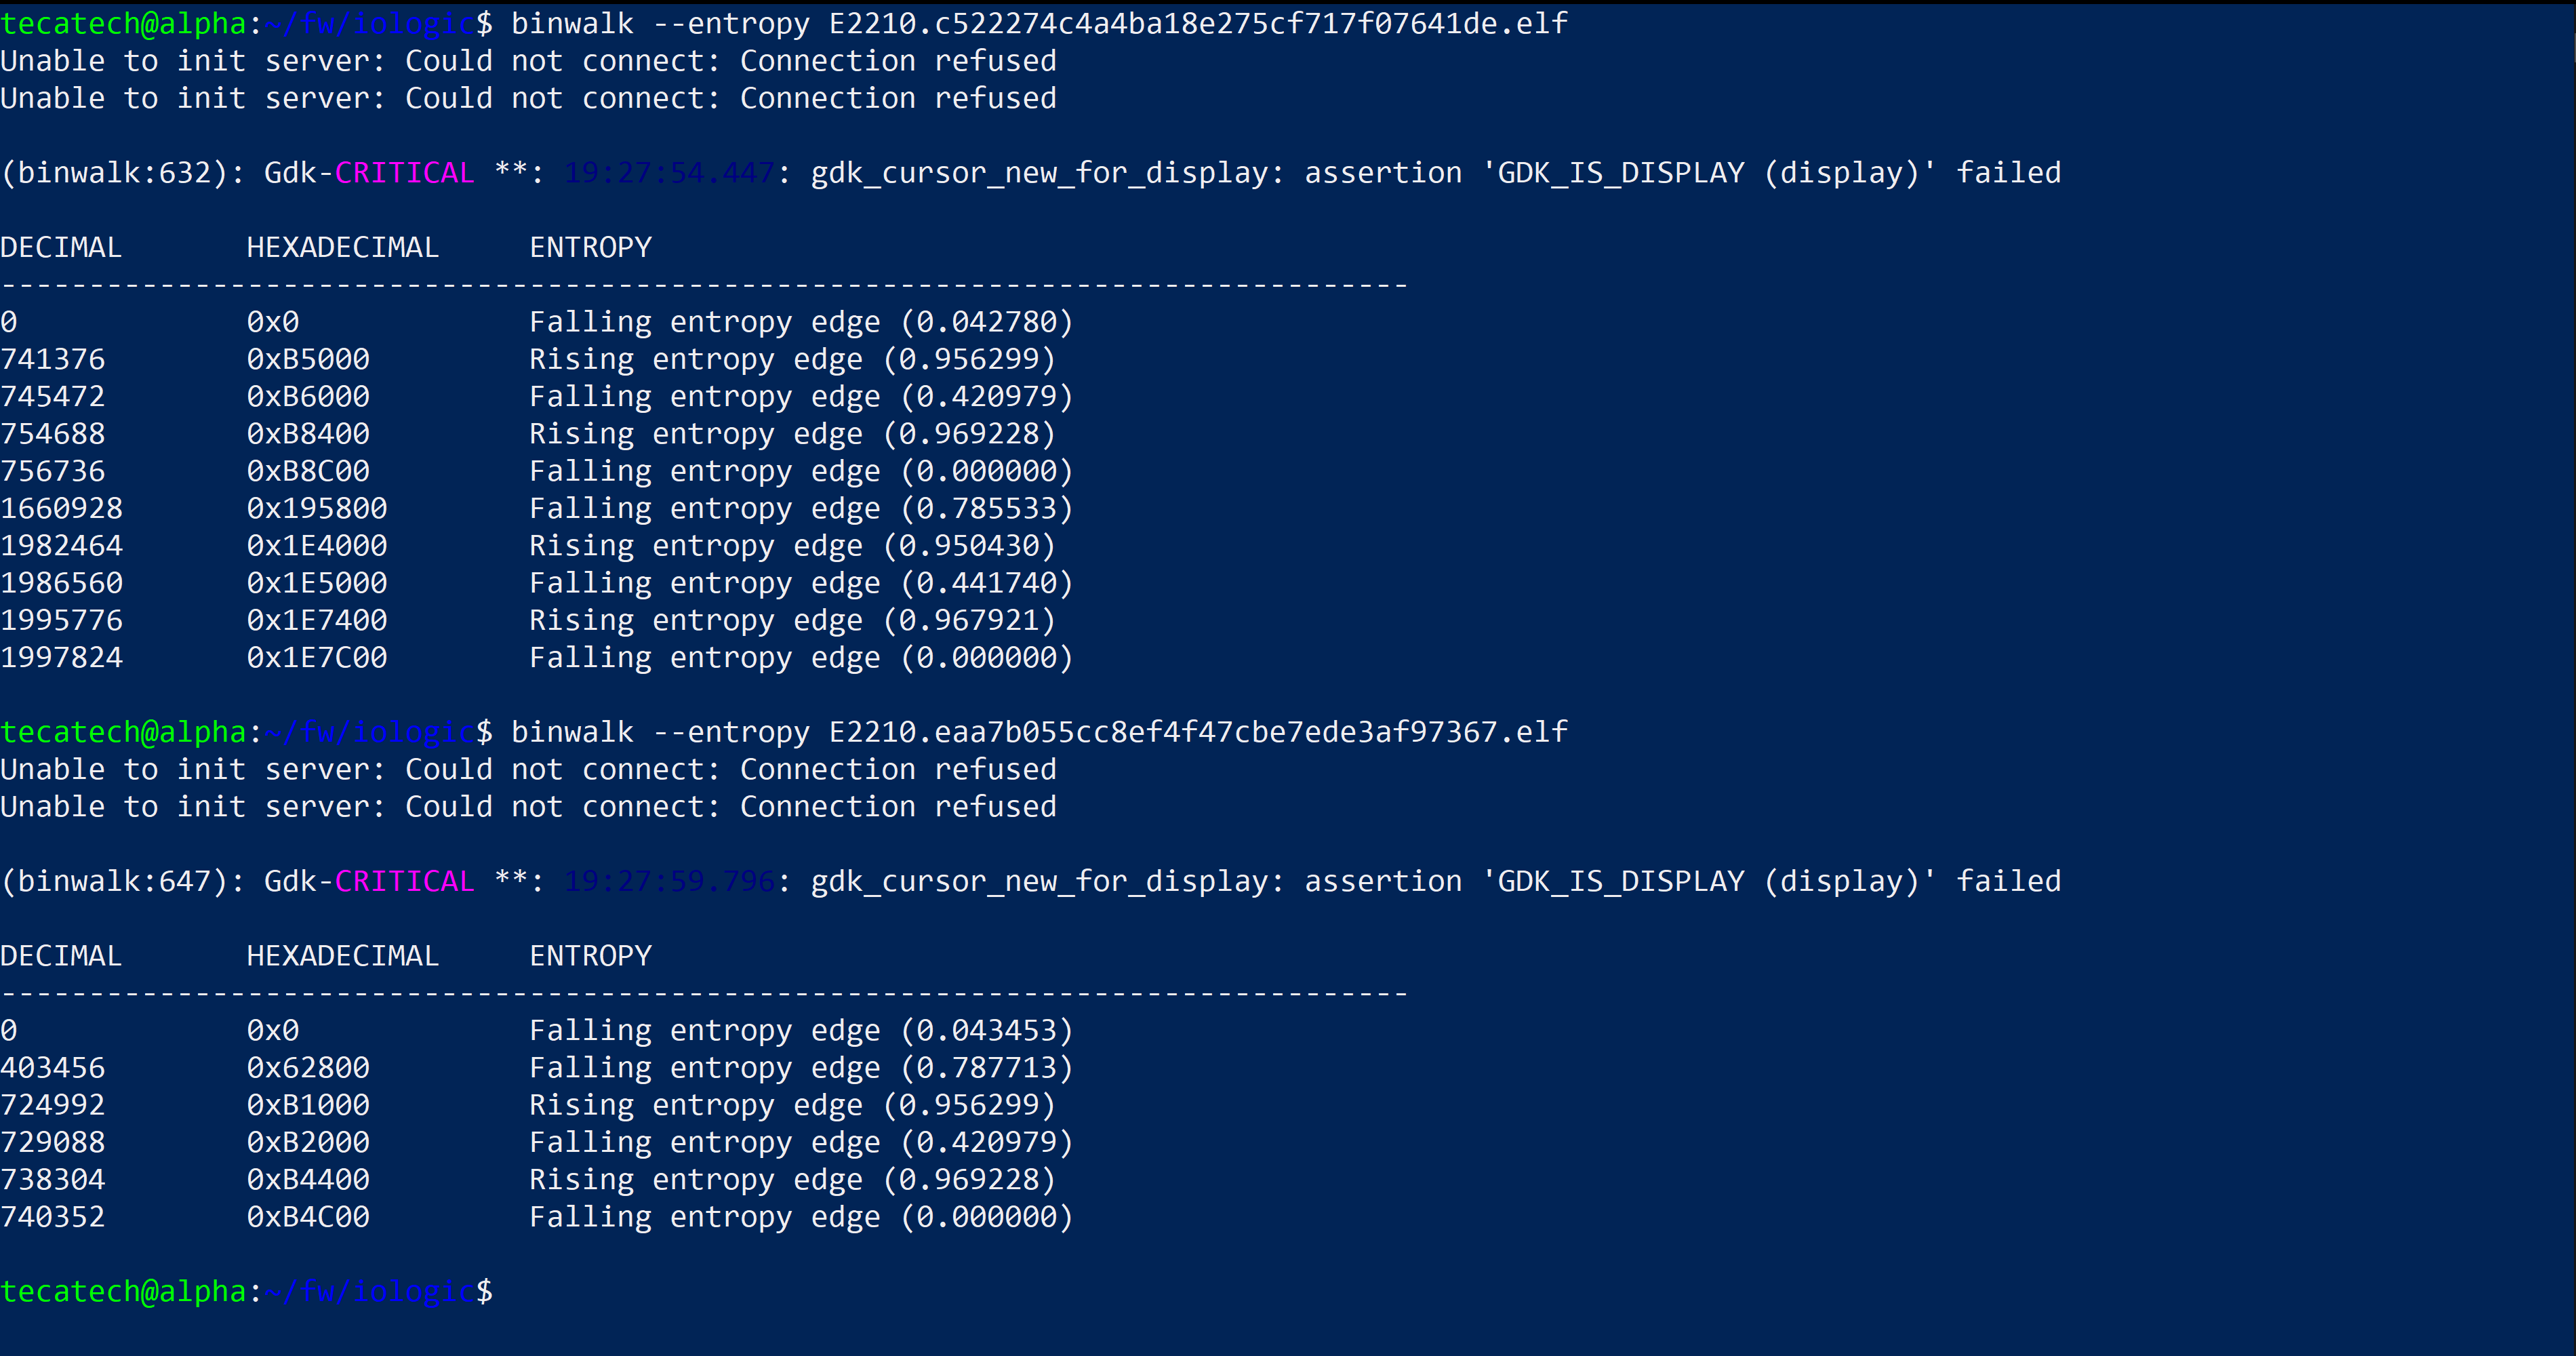 tecatech@alpha:~/fw/iologic$ binwalk --entropy E2210.c522274c4a4ba18e275cf717f07641de.elf
Unable to init server: Could not connect: Connection refused
Unable to init server: Could not connect: Connection refused
(binwalk:632): Gdk-CRITICAL **: 19:27:54.447: gdk_cursor_new_for_display: assertion 'GDK_IS_DISPLAY (display)' failed
DECIMAL       HEXADECIMAL     ENTROPY
--------------------------------------------------------------------------------
0             0x0             Falling entropy edge (0.042780)
741376        0xB5000         Rising entropy edge (0.956299)
745472        0xB6000         Falling entropy edge (0.420979)
754688        0xB8400         Rising entropy edge (0.969228)
756736        0xB8C00         Falling entropy edge (0.000000)
1660928       0x195800        Falling entropy edge (0.785533)
1982464       0x1E4000        Rising entropy edge (0.950430)
1986560       0x1E5000        Falling entropy edge (0.441740)
1995776       0x1E7400        Rising entropy edge (0.967921)
1997824       0x1E7C00        Falling entropy edge (0.000000)
tecatech@alpha:~/fw/iologic$ binwalk --entropy E2210.eaa7b055cc8ef4f47cbe7ede3af97367.elf
Unable to init server: Could not connect: Connection refused
Unable to init server: Could not connect: Connection refused
(binwalk:647): Gdk-CRITICAL **: 19:27:59.796: gdk_cursor_new_for_display: assertion 'GDK_IS_DISPLAY (display)' failed
DECIMAL       HEXADECIMAL     ENTROPY
--------------------------------------------------------------------------------
0             0x0             Falling entropy edge (0.043453)
403456        0x62800         Falling entropy edge (0.787713)
724992        0xB1000         Rising entropy edge (0.956299)
729088        0xB2000         Falling entropy edge (0.420979)
738304        0xB4400         Rising entropy edge (0.969228)
740352        0xB4C00         Falling entropy edge (0.000000)
tecatech@alpha:~/fw/iologic$